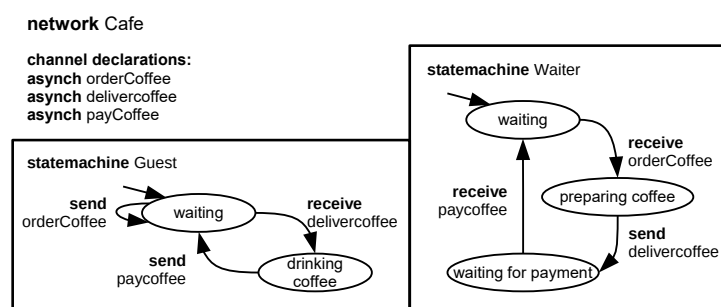 network Cafe
channel declarations:
asynch orderCoffee
asynch delivercoffee
asynch payCoffee
statemachine Guest
send
orderCoffee
waiting
receive
delivercoffee
send
paycoffee
drinking
coffee
statemachine Waiter
waiting
receive
orderCoffee
receive
paycoffee
preparing coffee
send
delivercoffee
waiting for payment